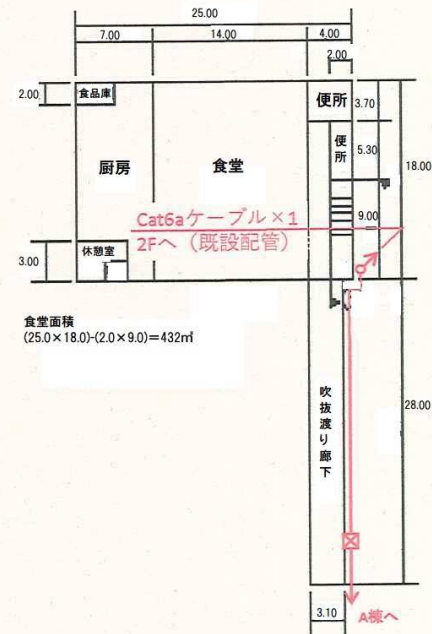 25.00
7.00
14.00
4.00
2.00
2.00
食品庫
便所
3.70
便所
5.30
18.00
厨房
食堂
Cat6aケーブル×1
2Fへ（既設配管）
9.00
3.00
休憩室
食堂面積
(25.0×18.0)-(2.0×9.0)=432㎡
吹抜渡り廊下
28.00
3.10
A棟へ